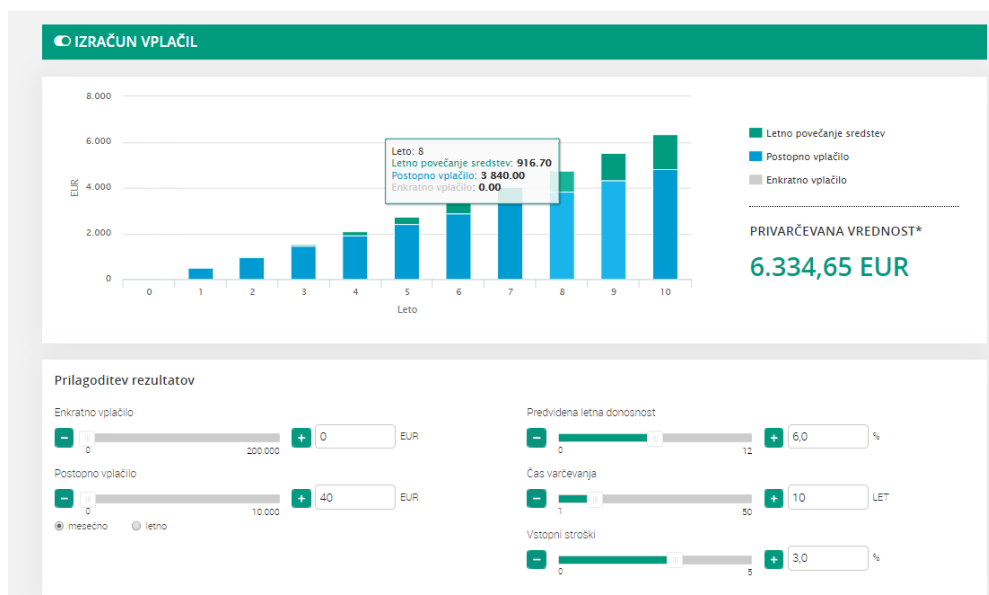 IZRAČUN VPLAČIL
8.000
6.000
4.000
2.000
0
EUR
0 1 2 3 4 5 6 7 8 9 10
Leto
Leto: 8
Letno povečanje sredstev: 916.70
Postopno vplačilo: 3 840.00
Enkratno vplačilo: 0.00
Letno povečanje sredstev
Postopno vplačilo
Enkratno vplačilo
PRIVARČEVANA VREDNOST*
6.334,65 EUR
Prilagoditev rezultatov
Enkratno vplačilo
− + 0 EUR
0 200.000
Postopno vplačilo
− + 40 EUR
0 10.000
mesečno letno
Predvidena letna donosnost
− + 6,0 %
0 12
Čas varčevanja
− + 10 LET
1 50
Vstopni stroški
− + 3,0 %
0 5